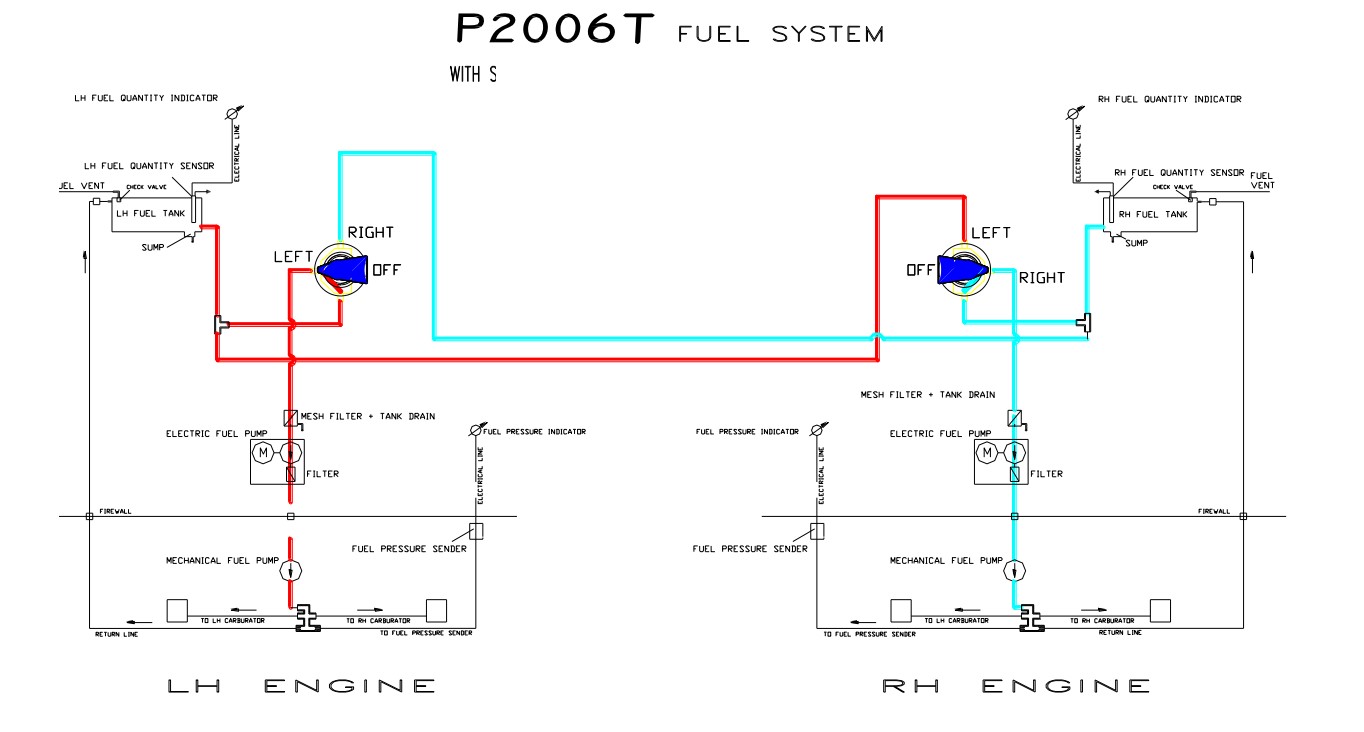 P2006T FUEL SYSTEM
WITH S
LH FUEL QUANTITY INDICATOR
RH FUEL QUANTITY INDICATOR
ELECTRICAL LINE
ELECTRICAL LINE
LH FUEL QUANTITY SENSOR
RH FUEL QUANTITY SENSOR
UEL VENT
CHECK VALVE
CHECK VALVE
FUEL
VENT
LH FUEL TANK
RH FUEL TANK
SUMP
SUMP
RIGHT
LEFT
OFF
LEFT
OFF
RIGHT
MESH FILTER + TANK DRAIN
MESH FILTER + TANK DRAIN
ELECTRIC FUEL PUMP
FUEL PRESSURE INDICATOR
FUEL PRESSURE INDICATOR
ELECTRIC FUEL PUMP
M
M
FILTER
FILTER
ELECTRICAL LINE
ELECTRICAL LINE
FIREWALL
FIREWALL
FUEL PRESSURE SENDER
FUEL PRESSURE SENDER
MECHANICAL FUEL PUMP
MECHANICAL FUEL PUMP
TO LH CARBURATOR
TO RH CARBURATOR
TO LH CARBURATOR
TO RH CARBURATOR
RETURN LINE
TO FUEL PRESSURE SENDER
TO FUEL PRESSURE SENDER
RETURN LINE
LH ENGINE
RH ENGINE